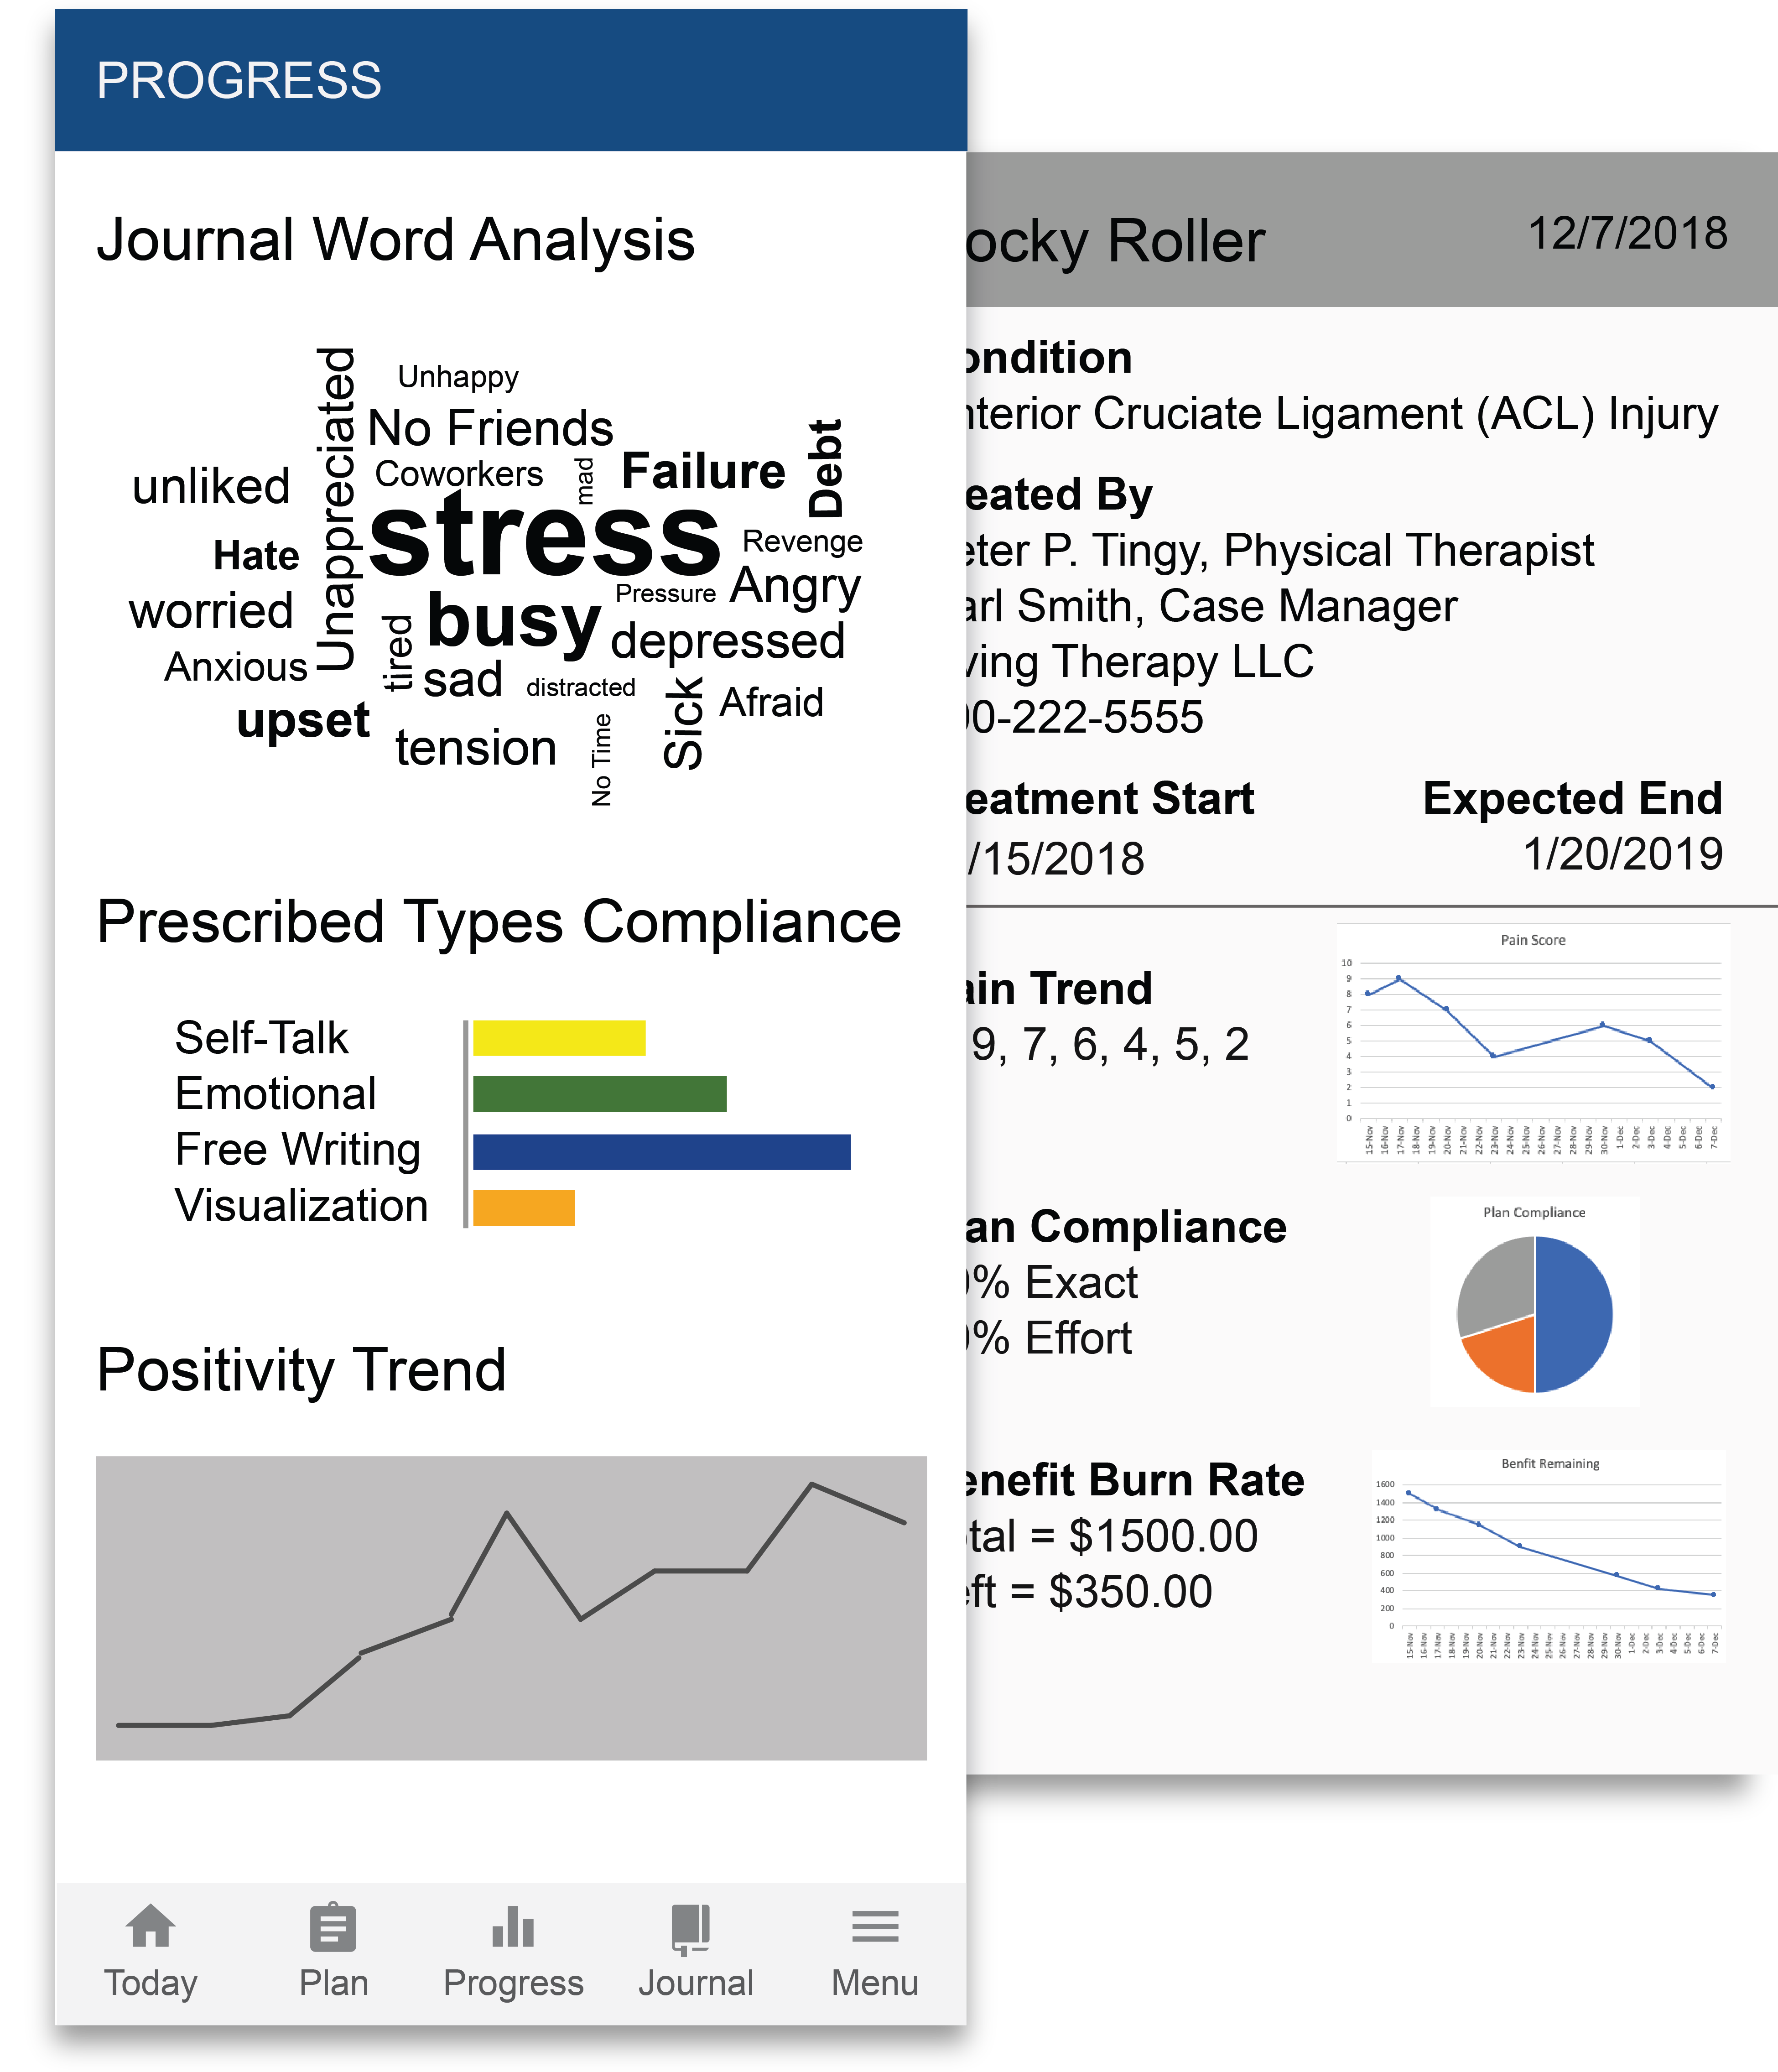 PROGRESS
Journal Word Analysis
Unappreciated
Unhappy
No Friends
Debt
unliked
Coworkers
mad
Failure
stress
Hate
Revenge
worried
Pressure
Angry
tired
busy
depressed
Anxious
sad
distracted
Sick
Afraid
upset
tension
No Time
Prescribed Types Compliance
Self-Talk
Emotional
Free Writing
Visualization
Positivity Trend
Today
Plan
Progress
Journal
Menu
ocky Roller
12/7/2018
ondition
nterior Cruciate Ligament (ACL) Injury
eated By
eter P. Tingy, Physical Therapist
arl Smith, Case Manager
ving Therapy LLC
00-222-5555
eatment Start
Expected End
/15/2018
1/20/2019
ain Trend
9, 7, 6, 4, 5, 2
Pain Score
10
9
8
7
6
5
4
3
2
1
0
15-Nov
16-Nov
17-Nov
18-Nov
19-Nov
20-Nov
21-Nov
22-Nov
23-Nov
24-Nov
25-Nov
26-Nov
27-Nov
28-Nov
29-Nov
30-Nov
1-Dec
2-Dec
3-Dec
4-Dec
5-Dec
6-Dec
7-Dec
an Compliance
0% Exact
0% Effort
Plan Compliance
enefit Burn Rate
otal = $1500.00
eft = $350.00
Benfit Remaining
1600
1400
1200
1000
800
600
400
200
0
15-Nov
16-Nov
17-Nov
18-Nov
19-Nov
20-Nov
21-Nov
22-Nov
23-Nov
24-Nov
25-Nov
26-Nov
27-Nov
28-Nov
29-Nov
30-Nov
1-Dec
2-Dec
3-Dec
4-Dec
5-Dec
6-Dec
7-Dec